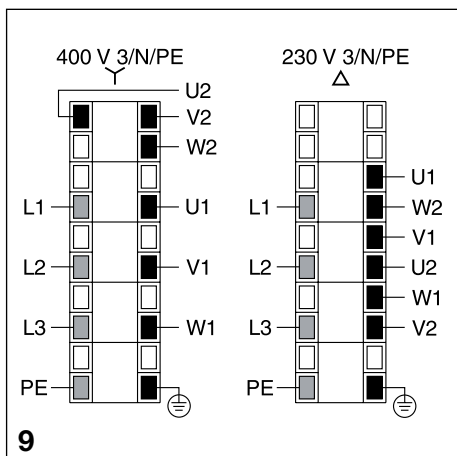 400 V 3/N/PE
230 V 3/N/PE
U2
V2
W2
L1
U1
L2
V1
L3
W1
PE
U1
L1
W2
V1
L2
U2
W1
L3
V2
PE
9